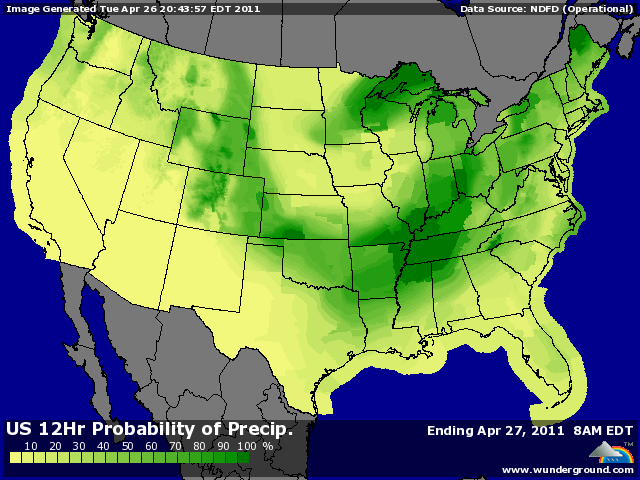 Image Generated Tue Apr 26 20:43:57 EDT 2011 Data Source: NDFD (Operational)
US 12Hr Probability of Precip. Ending Apr 27, 2011 8AM EDT
10 20 30 40 50 60 70 80 90 100 %
TM
www.wunderground.com